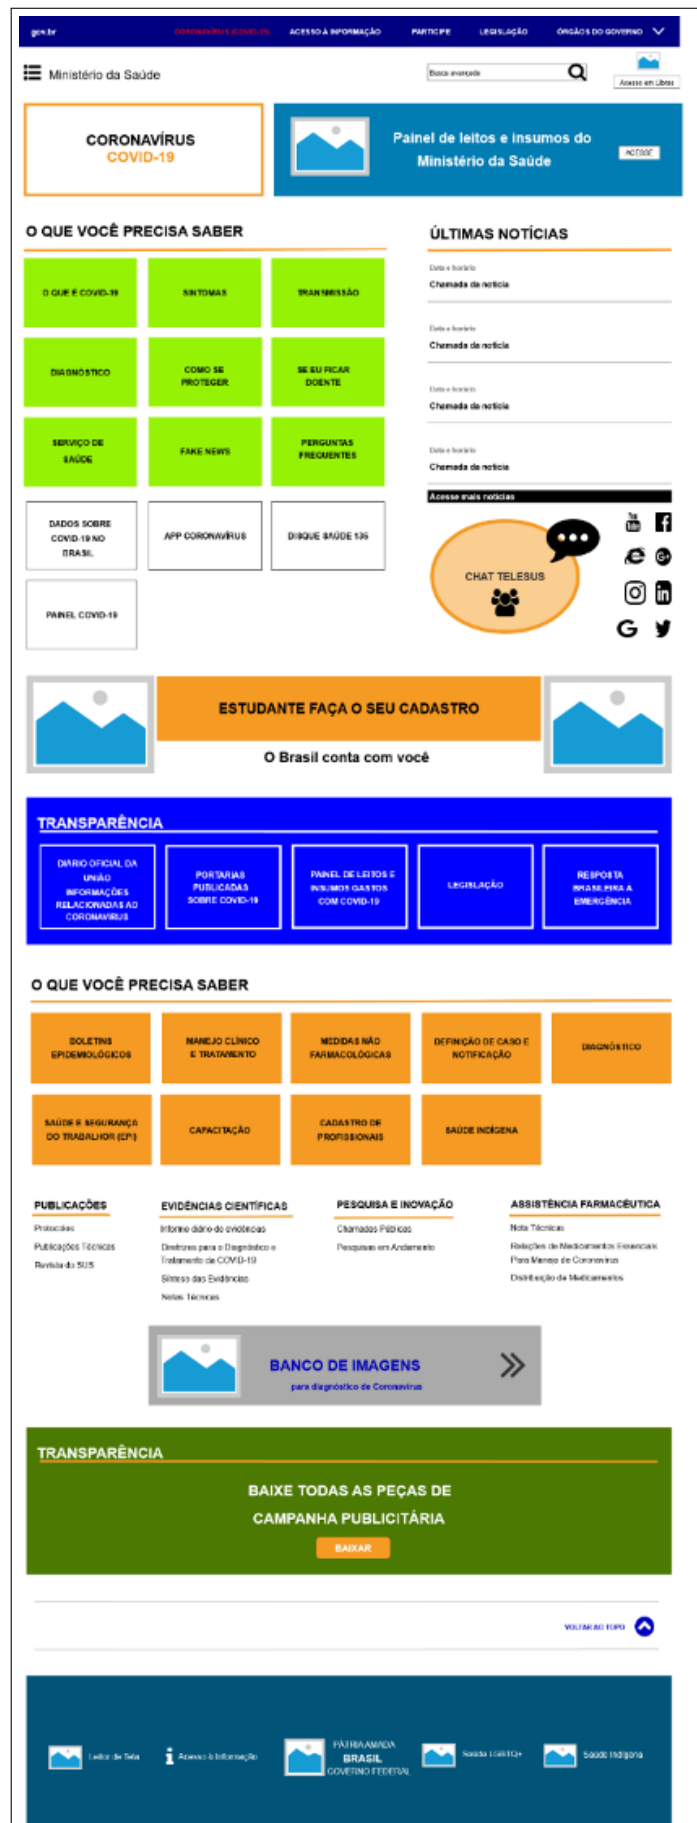 gov.br
CORONAVÍRUS (COVID-19)
ACESSO À INFORMAÇÃO
PARTICIPE
LEGISLAÇÃO
ÓRGÃOS DO GOVERNO
Ministério da Saúde
Busca avançada
Acesso em Libras
CORONAVÍRUS
COVID-19
Painel de leitos e insumos do
Ministério da Saúde
ACESSE
O QUE VOCÊ PRECISA SABER
O QUE É COVID-19
SINTOMAS
TRANSMISSÃO
DIAGNÓSTICO
COMO SE
PROTEGER
SE EU FICAR
DOENTE
SERVIÇO DE
SAÚDE
FAKE NEWS
PERGUNTAS
FREQUENTES
DADOS SOBRE
COVID-19 NO
BRASIL
APP CORONAVÍRUS
DISQUE SAÚDE 136
PAINEL COVID-19
ÚLTIMAS NOTÍCIAS
Data e horário
Chamada da notícia
Data e horário
Chamada da notícia
Data e horário
Chamada da notícia
Data e horário
Chamada da notícia
Acesse mais notícias
CHAT TELESUS
You
Tube
ESTUDANTE FAÇA O SEU CADASTRO
O Brasil conta com você
TRANSPARÊNCIA
DIÁRIO OFICIAL DA
UNIÃO
INFORMAÇÕES
RELACIONADAS AO
CORONAVIRUS
PORTARIAS
PUBLICADAS
SOBRE COVID-19
PAINEL DE LEITOS E
INSUMOS GASTOS
COM COVID-19
LEGISLAÇÃO
RESPOSTA
BRASILEIRA A
EMERGÊNCIA
O QUE VOCÊ PRECISA SABER
BOLETINS
EPIDEMIOLÓGICOS
MANEJO CLÍNICO
E TRATAMENTO
MEDIDAS NÃO
FARMACOLÓGICAS
DEFINIÇÃO DE CASO E
NOTIFICAÇÃO
DIAGNÓSTICO
SAÚDE E SEGURANÇA
DO TRABALHOR (EPI)
CAPACITAÇÃO
CADASTRO DE
PROFISSIONAIS
SAÚDE INDÍGENA
PUBLICAÇÕES
Protocolos
Publicações Técnicas
Revista do SUS
EVIDÊNCIAS CIENTÍFICAS
Informe diário de evidências
Diretrizes para o Diagnóstico e
Tratamento da COVID-19
Síntese das Evidências
Notas Técnicas
PESQUISA E INOVAÇÃO
Chamadas Públicas
Pesquisas em Andamento
ASSISTÊNCIA FARMACÊUTICA
Nota Técnicas
Relações de Medicamentos Essenciais
Para Manejo de Coronavírus
Distribuição de Medicamentos
BANCO DE IMAGENS
para diagnóstico de Coronavírus
TRANSPARÊNCIA
BAIXE TODAS AS PEÇAS DE
CAMPANHA PUBLICITÁRIA
BAIXAR
VOLTAR AO TOPO
Leitor de Tela
Acesso à Informação
PÁTRIA AMADA
BRASIL
GOVERNO FEDERAL
Saúde LGBTQ+
Saúde Indígena